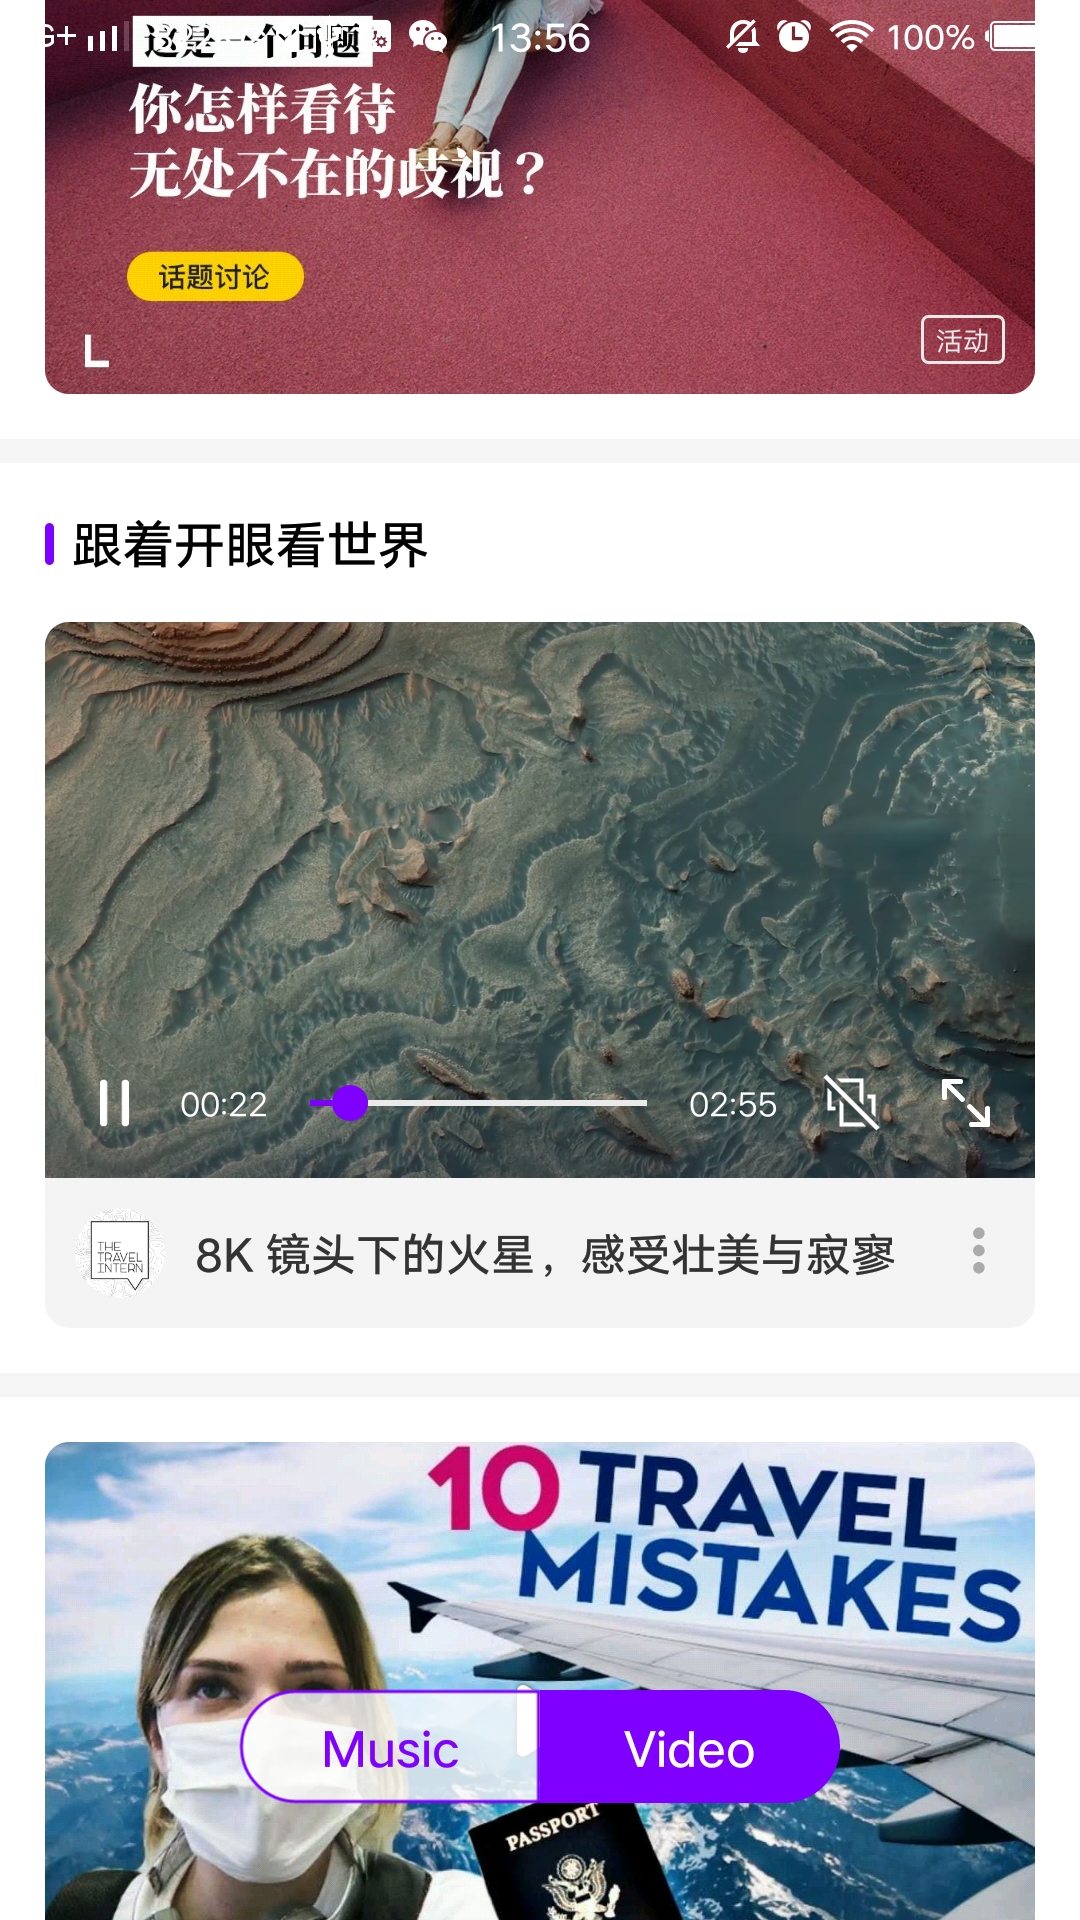 G+ 13:56 100%
这是一个问题
你怎样看待
无处不在的歧视？
话题讨论
活动
跟着开眼看世界
00:22 02:55
THE
TRAVEL
INTERN
8K 镜头下的火星，感受壮美与寂寥
10 TRAVEL
MISTAKES
Music Video
PASSPORT